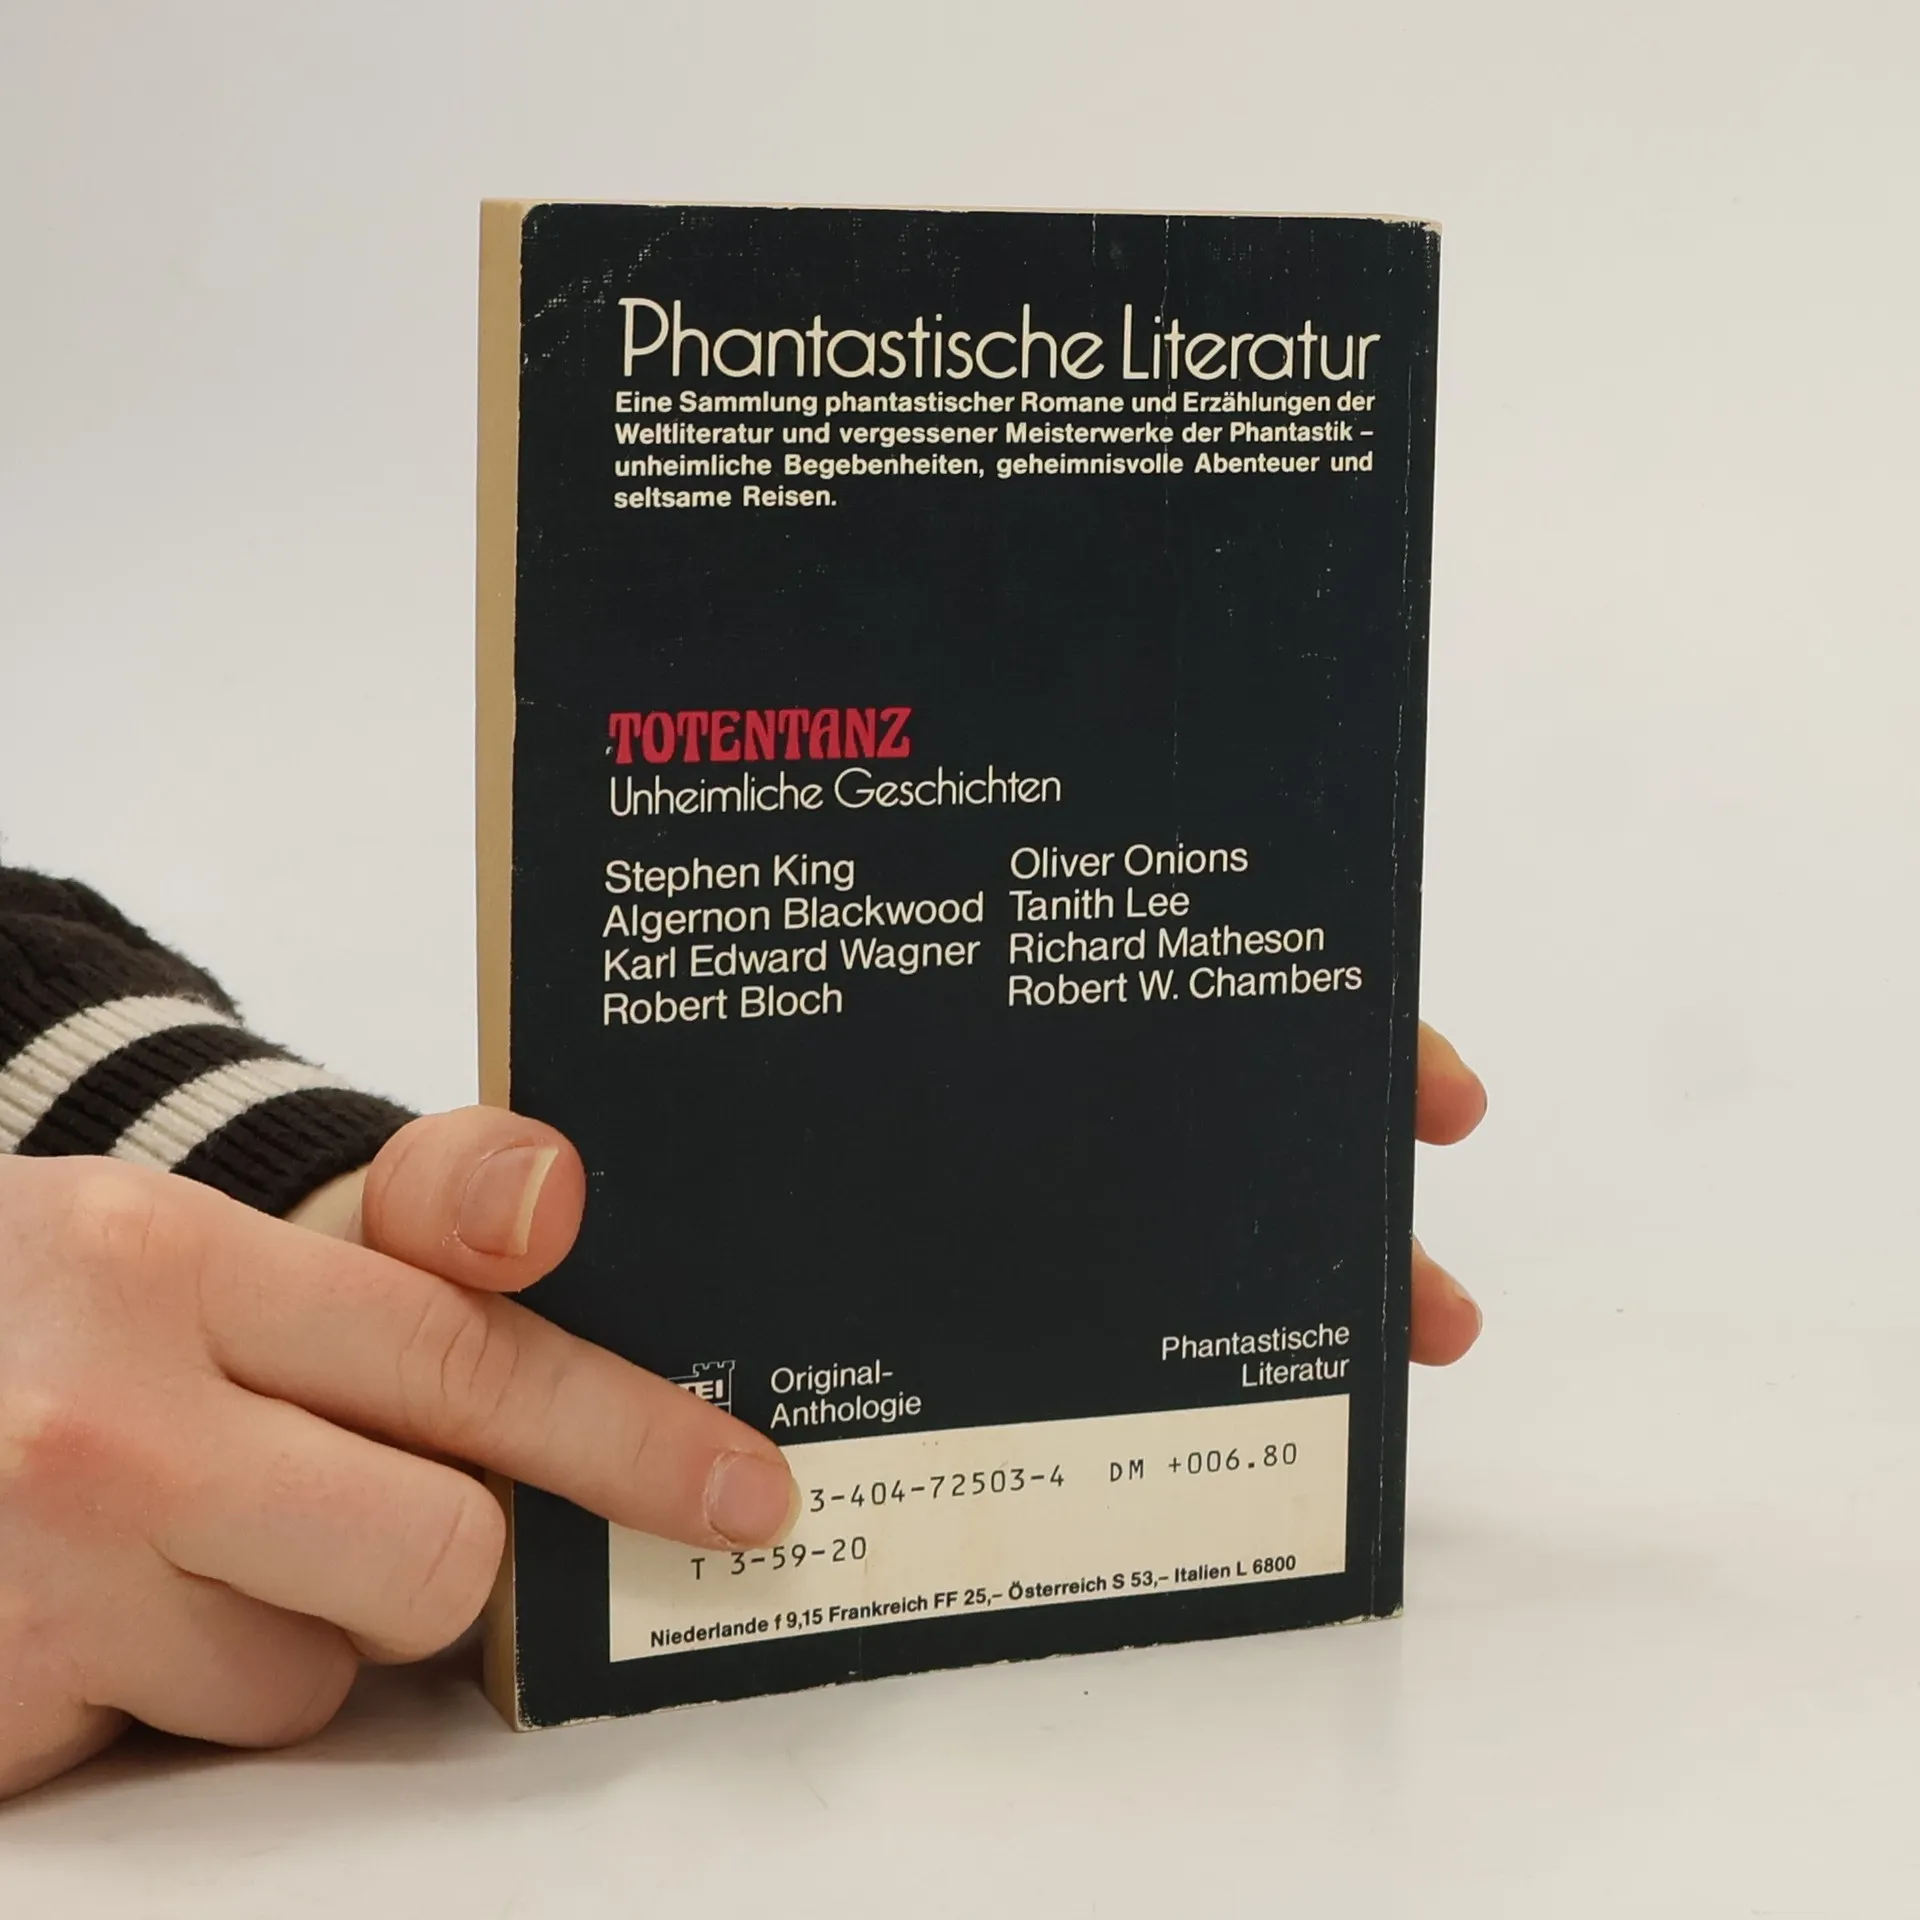 Phantastische Literatur
Eine Sammlung phantastischer Romane und Erzählungen der
Weltliteratur und vergessener Meisterwerke der Phantastik –
unheimliche Begebenheiten, geheimnisvolle Abenteuer und
seltsame Reisen.
TOTENTANZ
Unheimliche Geschichten
Stephen King
Algernon Blackwood
Karl Edward Wagner
Robert Bloch
Oliver Onions
Tanith Lee
Richard Matheson
Robert W. Chambers
Original-
Anthologie
Phantastische
Literatur
3-404-72503-4 DM +006.80
T 3-59-20
Niederlande f 9,15 Frankreich FF 25,– Österreich S 53,– Italien L 6800